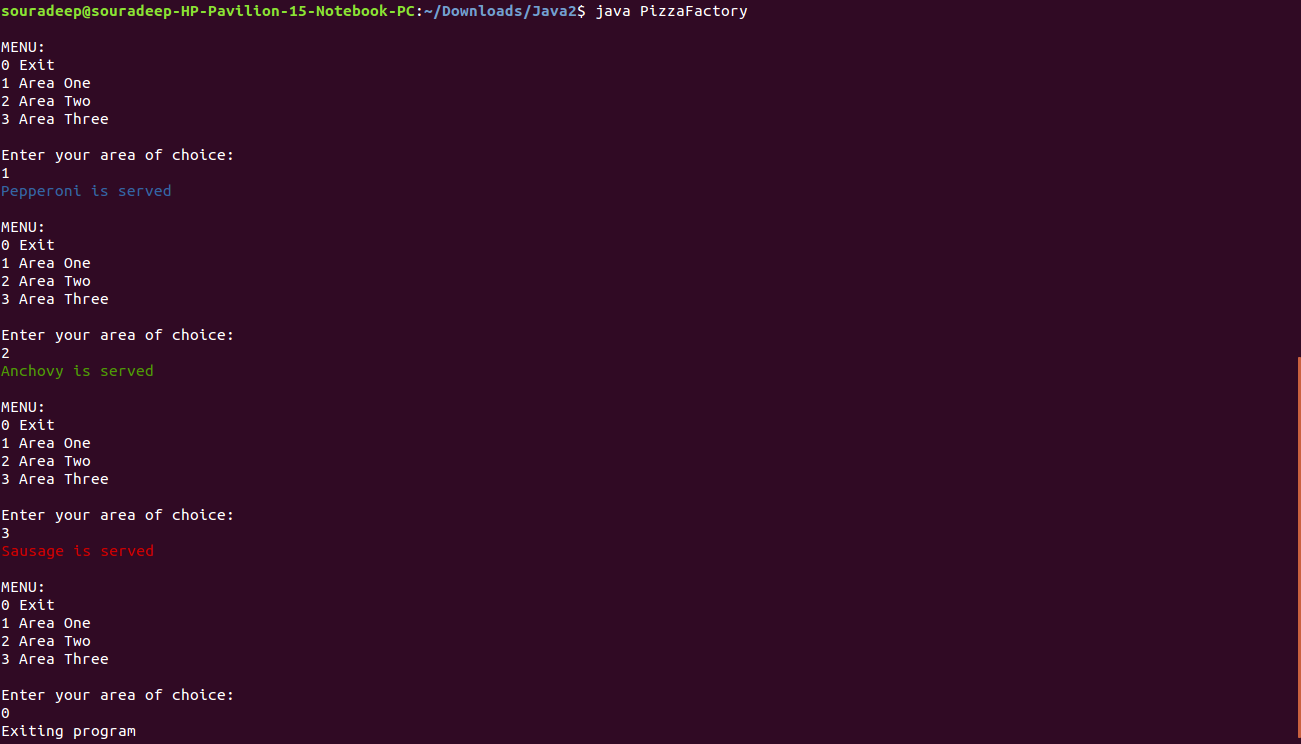 souradeep@souradeep-HP-Pavilion-15-Notebook-PC:~/Downloads/Java2$ java PizzaFactory
MENU:
0 Exit
1 Area One
2 Area Two
3 Area Three
Enter your area of choice:
1
Pepperoni is served
MENU:
0 Exit
1 Area One
2 Area Two
3 Area Three
Enter your area of choice:
2
Anchovy is served
MENU:
0 Exit
1 Area One
2 Area Two
3 Area Three
Enter your area of choice:
3
Sausage is served
MENU:
0 Exit
1 Area One
2 Area Two
3 Area Three
Enter your area of choice:
0
Exiting program